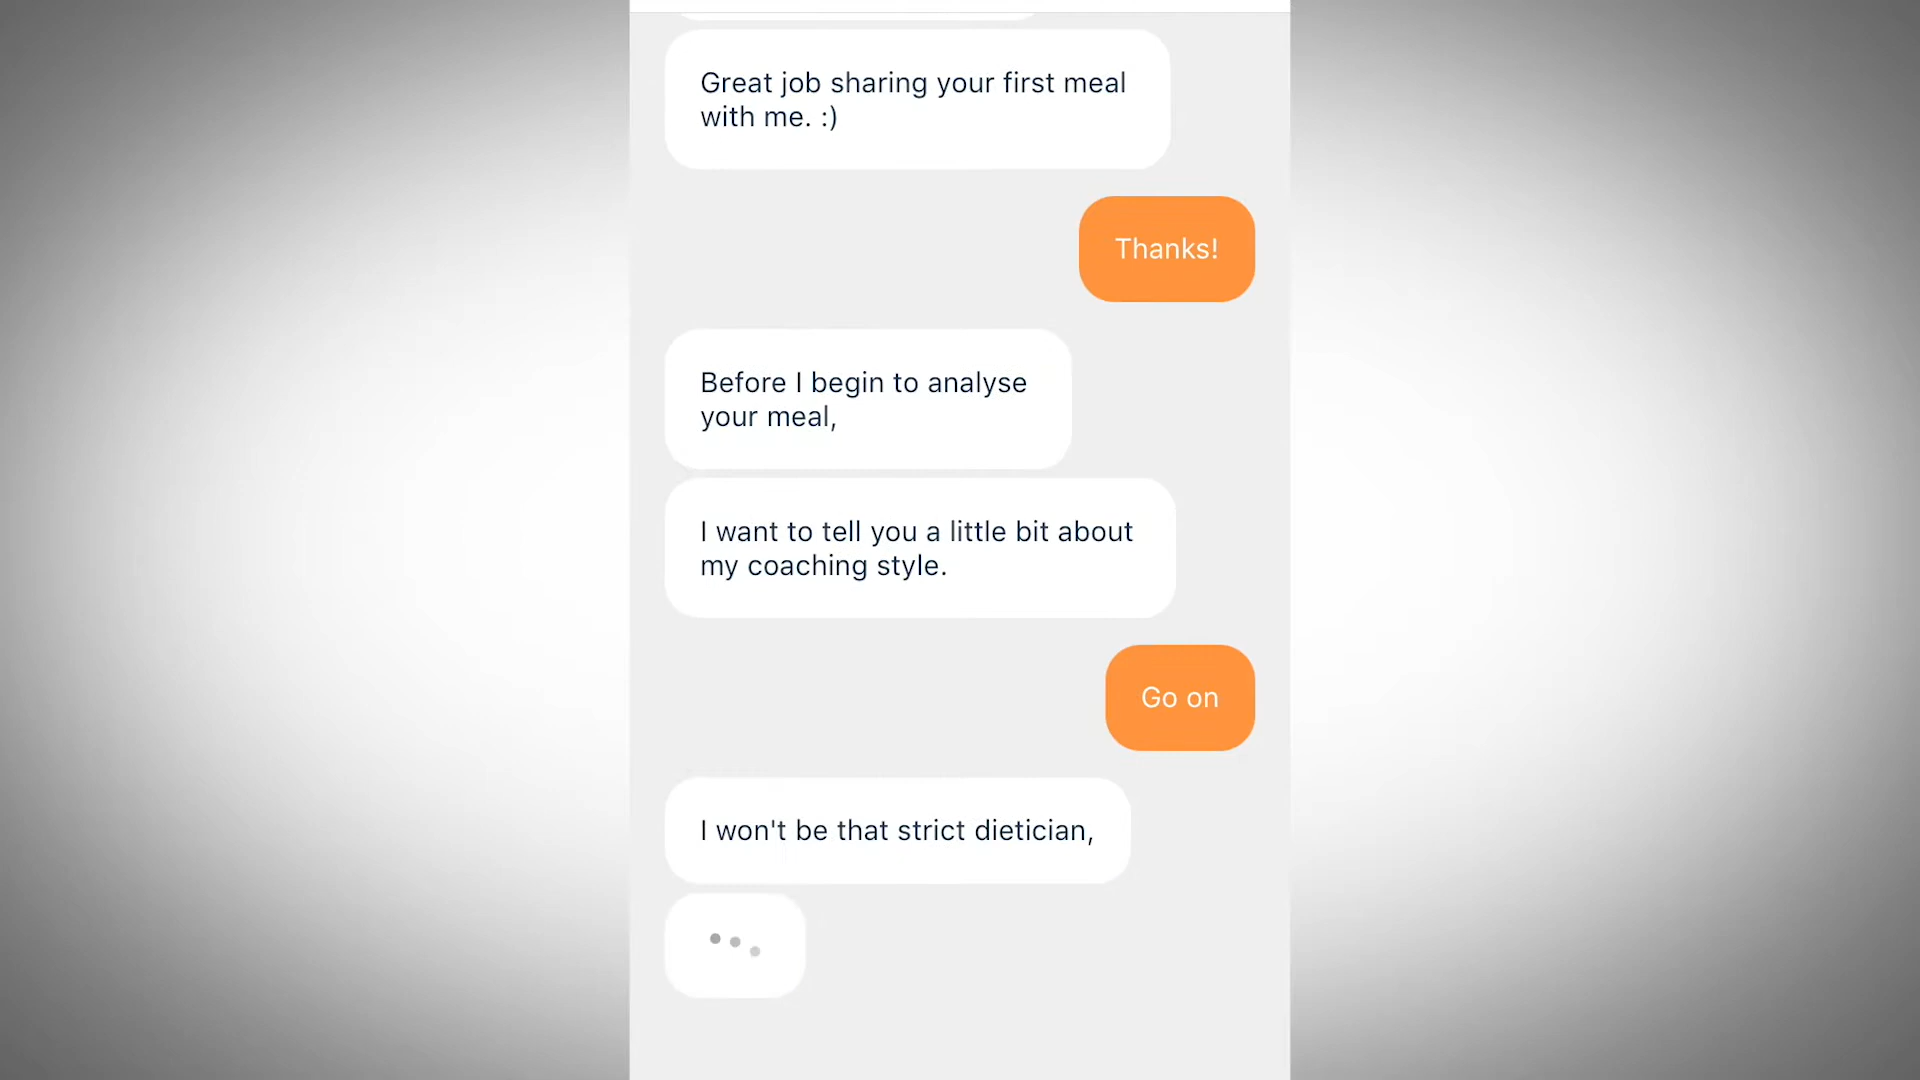 Great job sharing your first meal
with me. :)
Thanks!
Before I begin to analyse
your meal,
I want to tell you a little bit about
my coaching style.
Go on
I won't be that strict dietician,